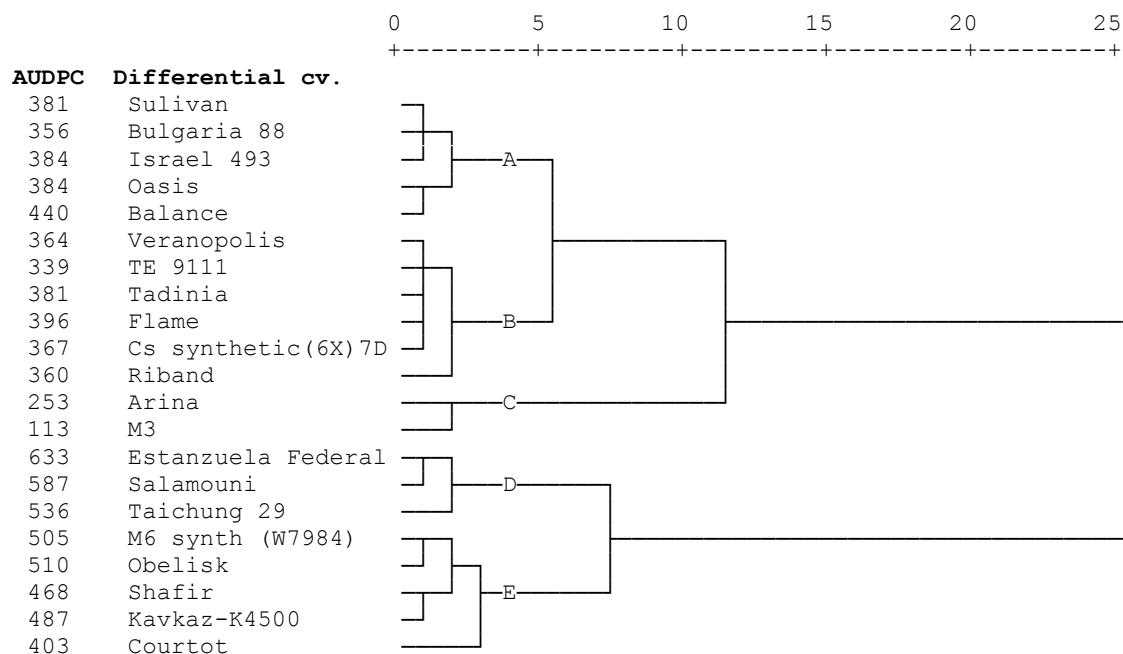 0 5 10 15 20 25
AUDPC Differential cv.
381 Sulivan
356 Bulgaria 88
384 Israel 493 A
384 Oasis
440 Balance
364 Veranopolis
339 TE 9111
381 Tadinia
396 Flame B
367 Cs synthetic(6X)7D
360 Riband
253 Arina C
113 M3
633 Estanzuela Federal
587 Salamouni D
536 Taichung 29
505 M6 synth (W7984)
510 Obelisk
468 Shafir E
487 Kavkaz-K4500
403 Courtot